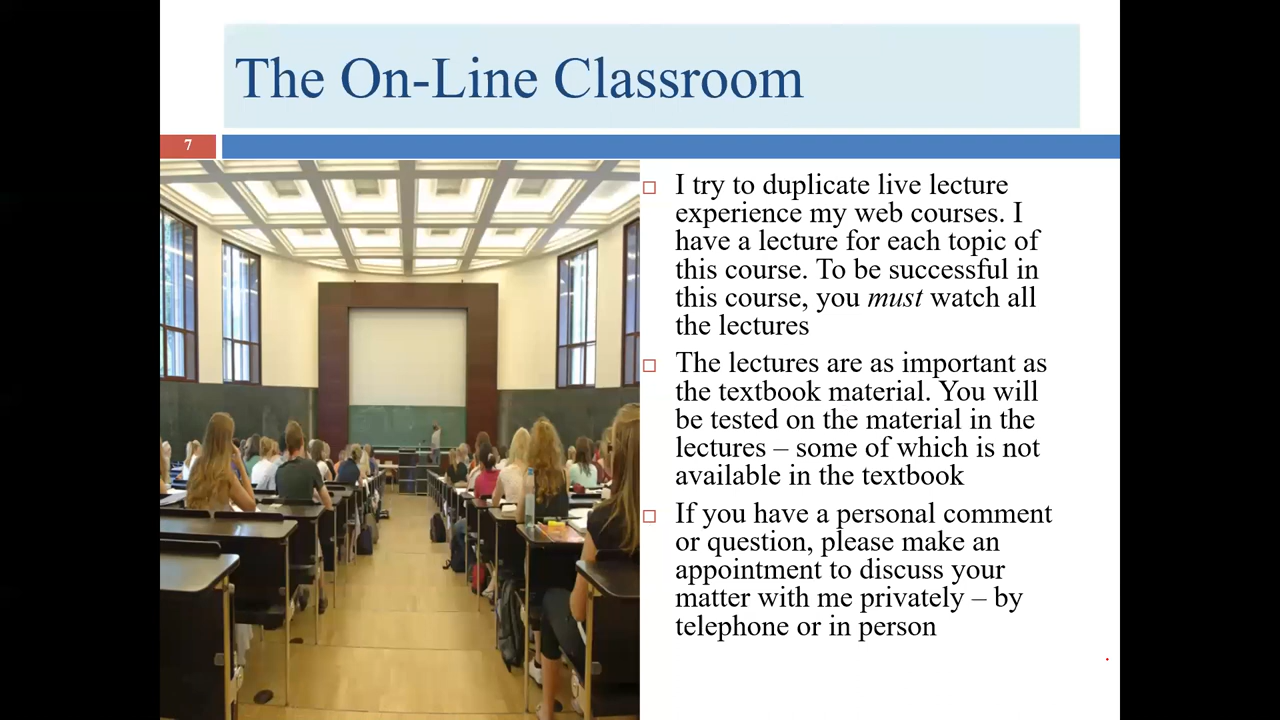 The On-Line Classroom
7
I try to duplicate live lecture
experience my web courses. I
have a lecture for each topic of
this course. To be successful in
this course, you must watch all
the lectures
The lectures are as important as
the textbook material. You will
be tested on the material in the
lectures – some of which is not
available in the textbook
If you have a personal comment
or question, please make an
appointment to discuss your
matter with me privately – by
telephone or in person